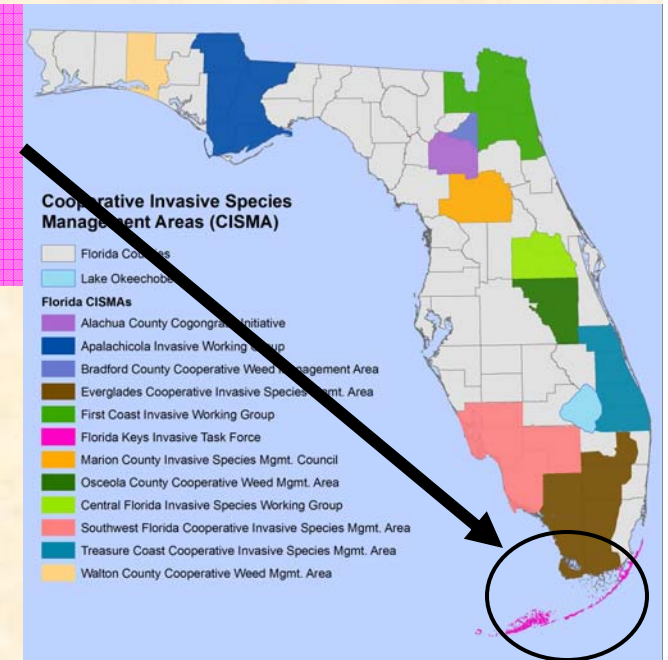 Cooperative Invasive Species
Management Areas (CISMA)
Florida
Lake
Florida CISMAs
Alachua County Initiative
Apalachicola Invasive Working
Bradford County Cooperative Weed Management Area
Everglades Cooperative Invasive Species Mgmt. Area
First Coast Invasive Working Group
Florida Keys Invasive Task Force
Marion County Invasive Species Mgmt. Council
Osceola County Cooperative Weed Mgmt. Area
Central Florida Invasive Species Working Group
Southwest Florida Cooperative Invasive Species Mgmt. Area
Treasure Coast Cooperative Invasive Species Mgmt. Area
Walton County Cooperative Weed Mgmt. Area